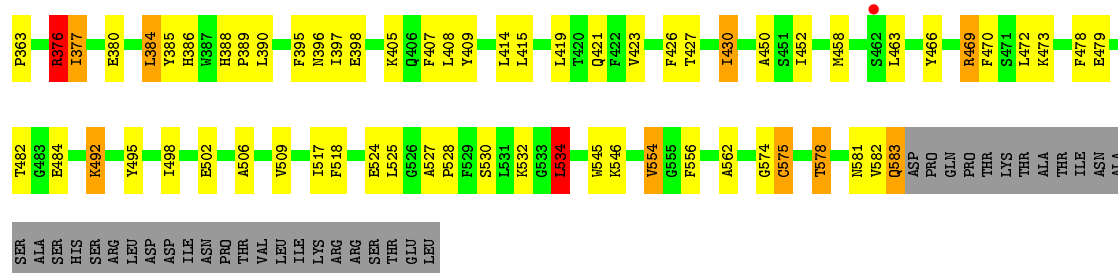 P363 R376 I377 E380 L384 Y385 H386 W387 H388 P389 L390 F395 N396 I397 E398 K405 Q406 F407 L408 Y409 L414 L415 L419 T420 Q421 F422 V423 F426 T427 I430 A450 S451 I452 M458 S462 L463 Y466 R469 F470 S471 L472 K473 F478 E479
T482 G483 E484 K492 Y495 I498 E502 A506 V509 I517 F518 E524 L525 G526 A527 P528 F529 S530 L531 K532 G533 L534 W545 K546 V554 G555 F556 A562 G574 C575 T578 N581 V582 Q583 ASP PRO GLN PRO THR LYS THR ALA THR ILE ASN ALA
SER ALA SER HIS SER ARG LEU ASP ASP ILE ASN PRO THR VAL LEU ILE LYS ARG ARG SER THR GLU LEU